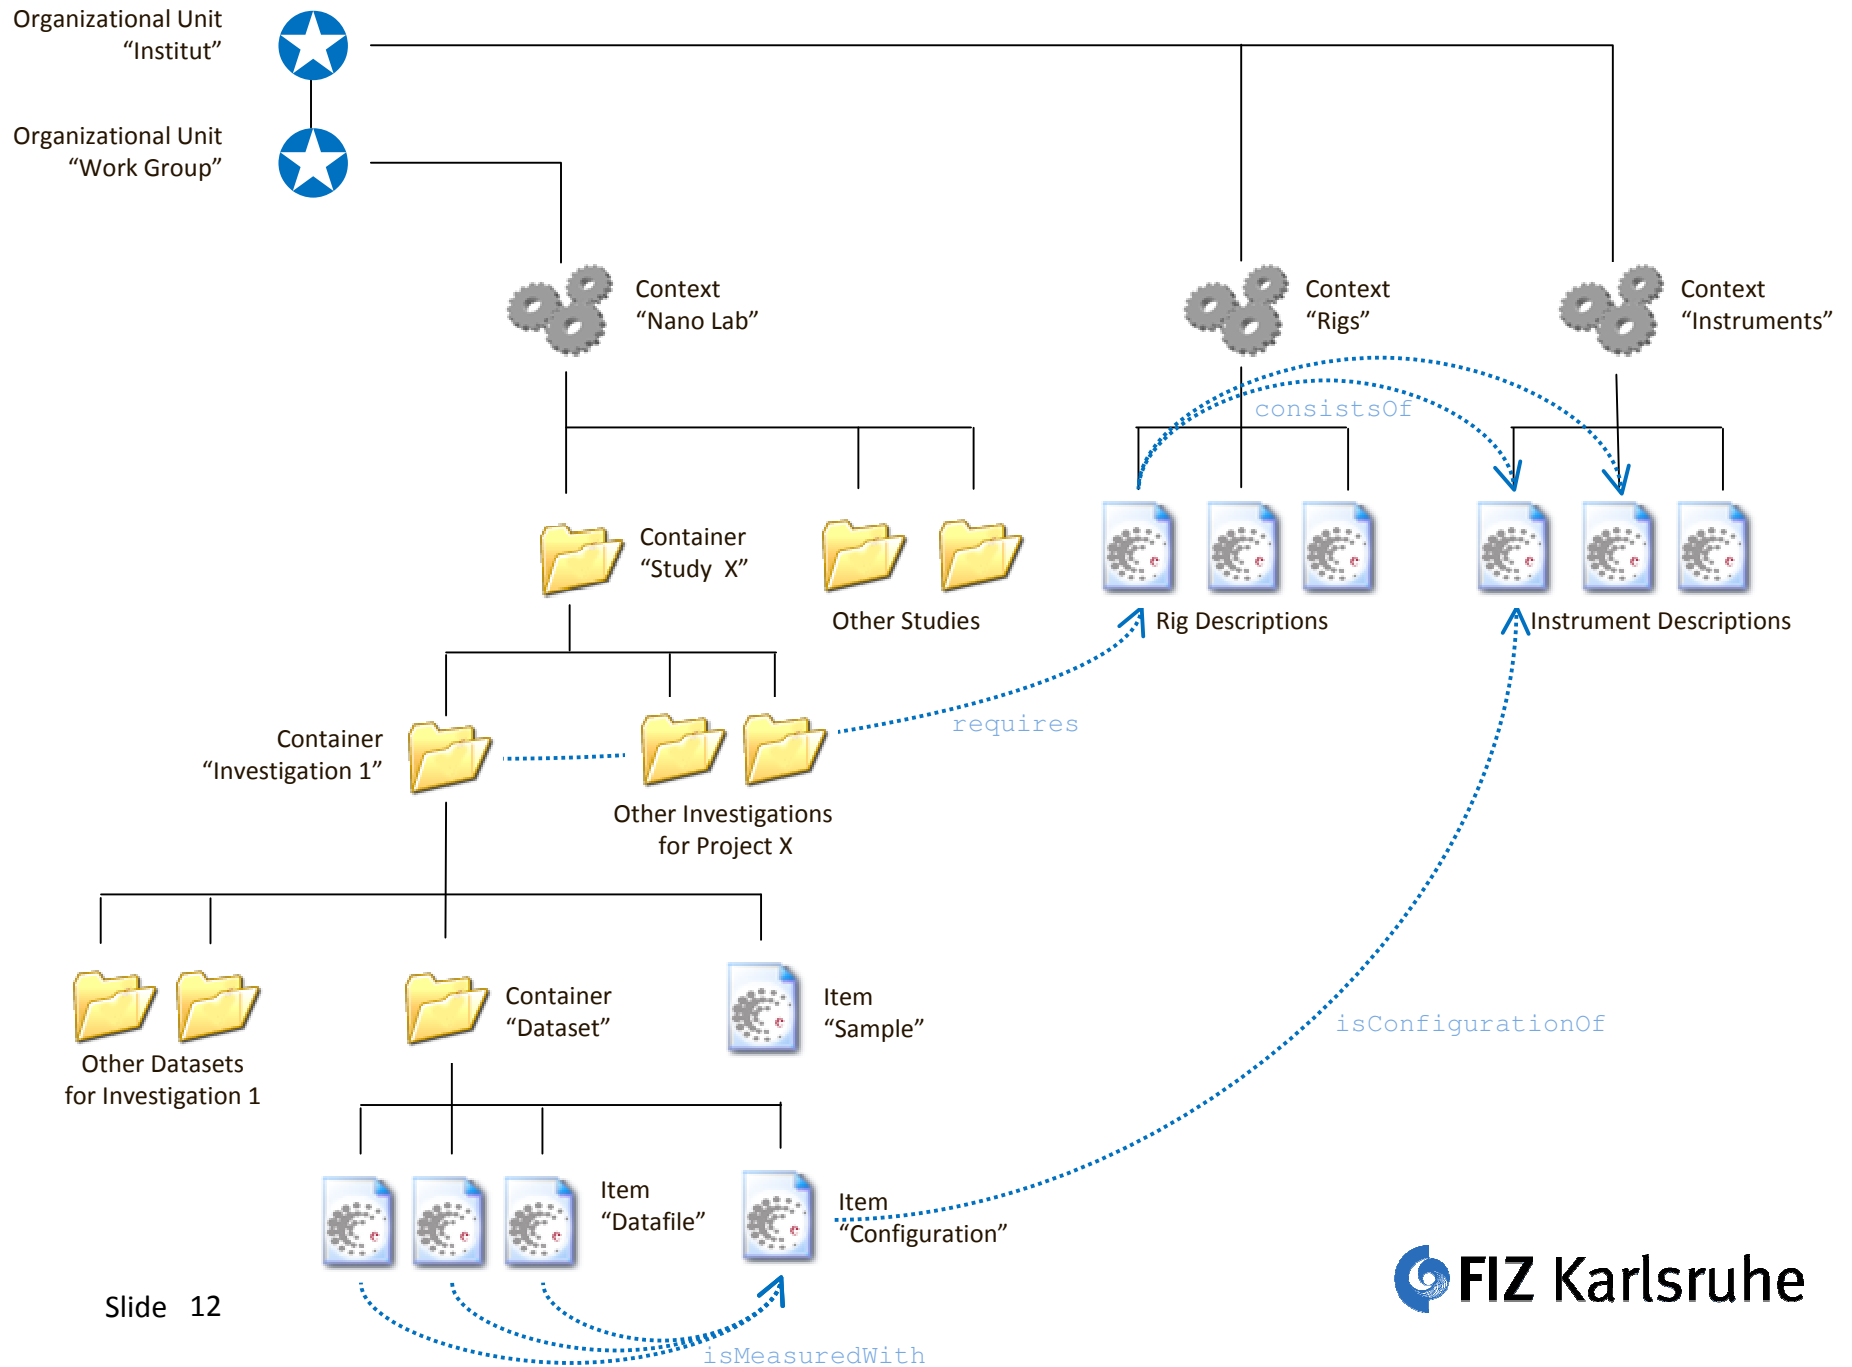 Organizational Unit
“Institut”
Organizational Unit
“Work Group”
Context
“Nano Lab”
Context
“Rigs”
Context
“Instruments”
consistsOf
Container
“Study X”
Other Studies
Rig Descriptions
Instrument Descriptions
requires
Container
“Investigation 1”
Other Investigations
for Project X
Container
“Dataset”
Item
“Sample”
isConfigurationOf
Other Datasets
for Investigation 1
Item
“Datafile”
Item
“Configuration”
FIZ Karlsruhe
Slide 12
isMeasuredWith